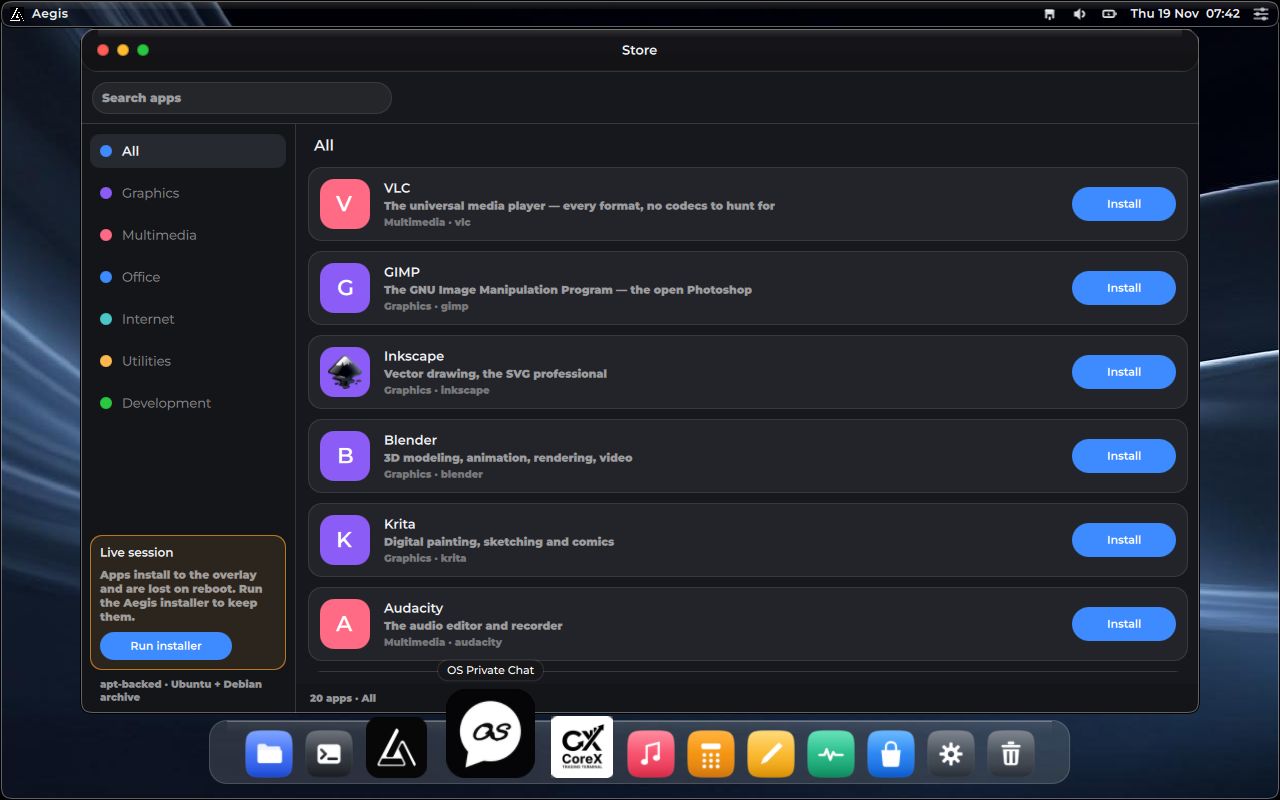 Aegis
Thu 19 Nov 07:42
Store
Search apps
All
Graphics
Multimedia
Office
Internet
Utilities
Development
Live session
Apps install to the overlay
and are lost on reboot. Run
the Aegis installer to keep
them.
Run installer
apt-backed • Ubuntu + Debian
archive
All
V
VLC
The universal media player — every format, no codecs to hunt for
Multimedia • vlc
Install
G
GIMP
The GNU Image Manipulation Program — the open Photoshop
Graphics • gimp
Install
Inkscape
Vector drawing, the SVG professional
Graphics • inkscape
Install
B
Blender
3D modeling, animation, rendering, video
Graphics • blender
Install
K
Krita
Digital painting, sketching and comics
Graphics • krita
Install
A
Audacity
The audio editor and recorder
Multimedia • audacity
Install
20 apps • All
OS Private Chat
OS
CX
CoreX
TRADING TERMINAL